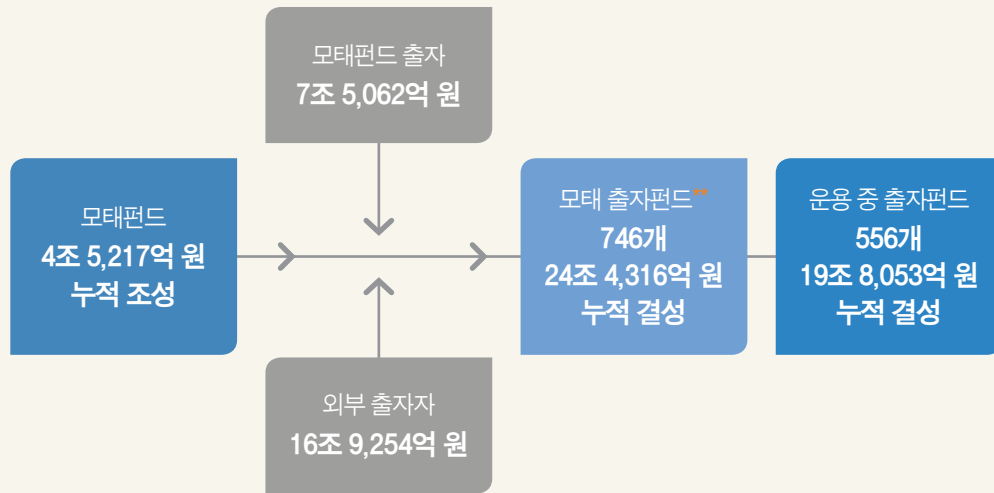 모태펀드 출자
7조 5,062억 원
모태펀드
4조 5,217억 원
누적 조성
모태 출자펀드**
746개
24조 4,316억 원
누적 결성
운용 중 출자펀드
556개
19조 8,053억 원
누적 결성
외부 출자자
16조 9,254억 원